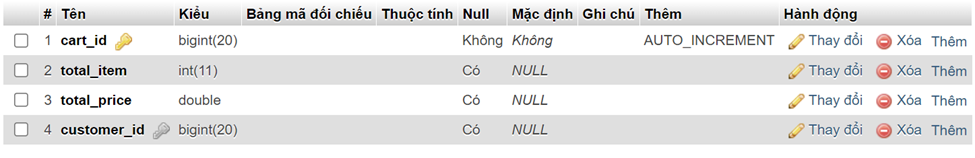 # Tên Kiểu Bảng mã đối chiếu Thuộc tính Null Mặc định Ghi chú Thêm Hành động
1 cart_id bigint(20) Không Không AUTO_INCREMENT Thay đổi Xóa Thêm
2 total_item int(11) Có NULL Thay đổi Xóa Thêm
3 total_price double Có NULL Thay đổi Xóa Thêm
4 customer_id bigint(20) Có NULL Thay đổi Xóa Thêm